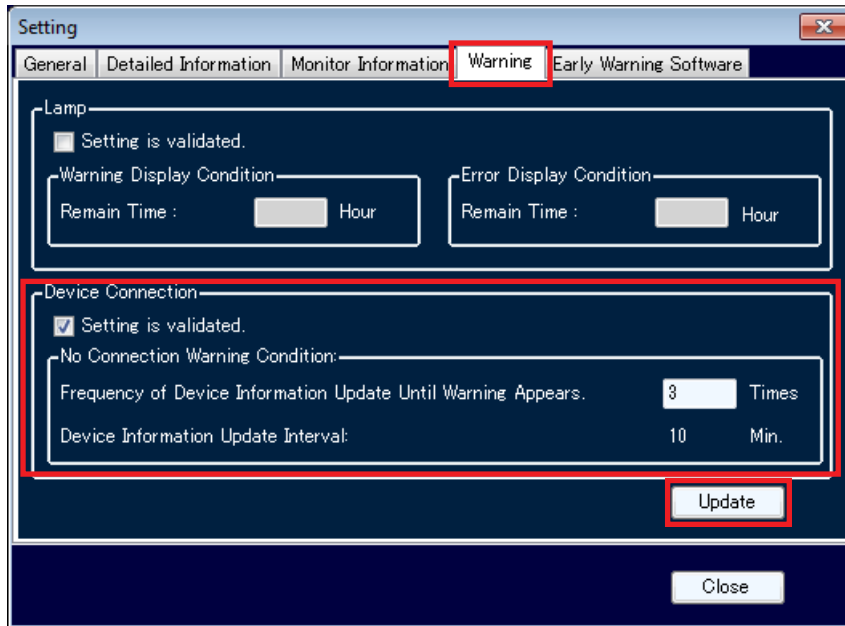 Setting
General Detailed Information Monitor Information Warning Early Warning Software
Lamp
Setting is validated.
Warning Display Condition Error Display Condition
Remain Time : Hour Remain Time : Hour
Device Connection
Setting is validated.
No Connection Warning Condition:
Frequency of Device Information Update Until Warning Appears. 3 Times
Device Information Update Interval: 10 Min.
Update
Close